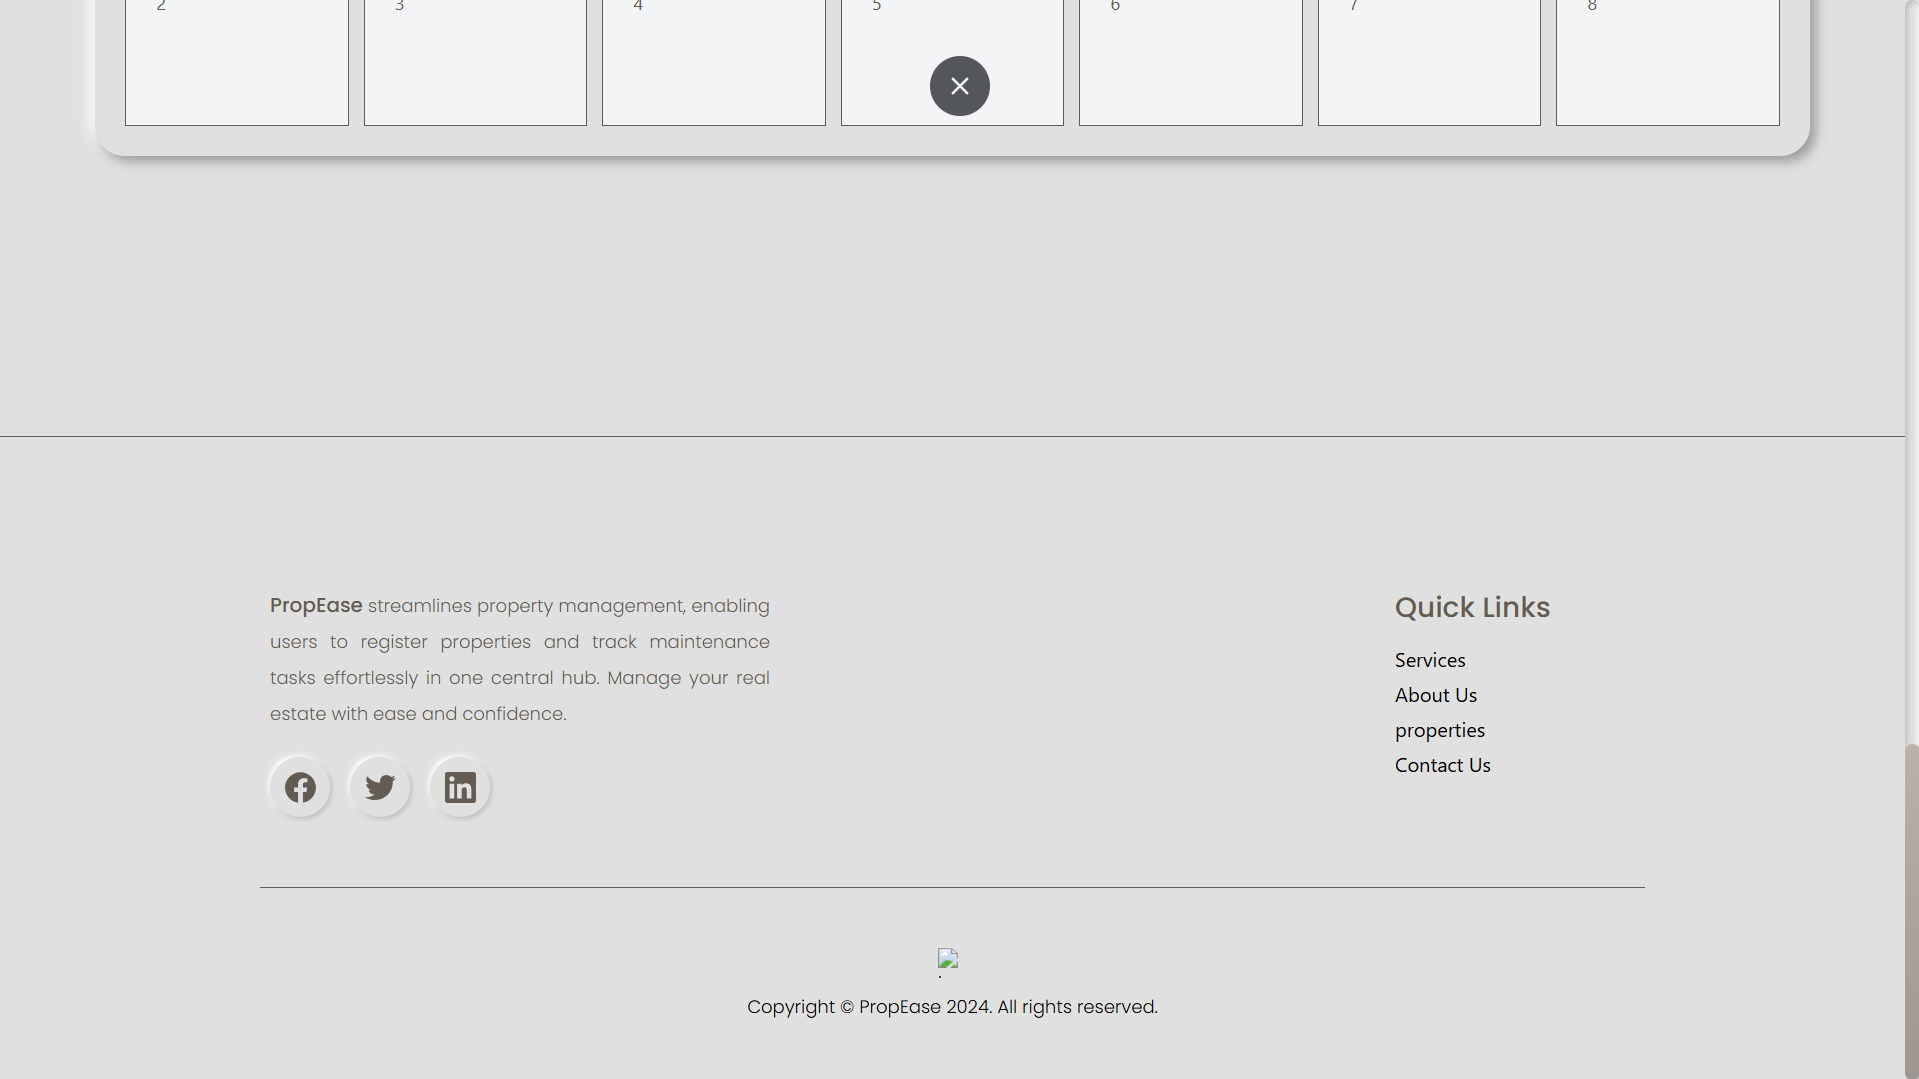 2 3 4 5 6 7 8
PropEase streamlines property management, enabling
users to register properties and track maintenance
tasks effortlessly in one central hub. Manage your real
estate with ease and confidence.
Quick Links
Services
About Us
properties
Contact Us
.
Copyright © PropEase 2024. All rights reserved.